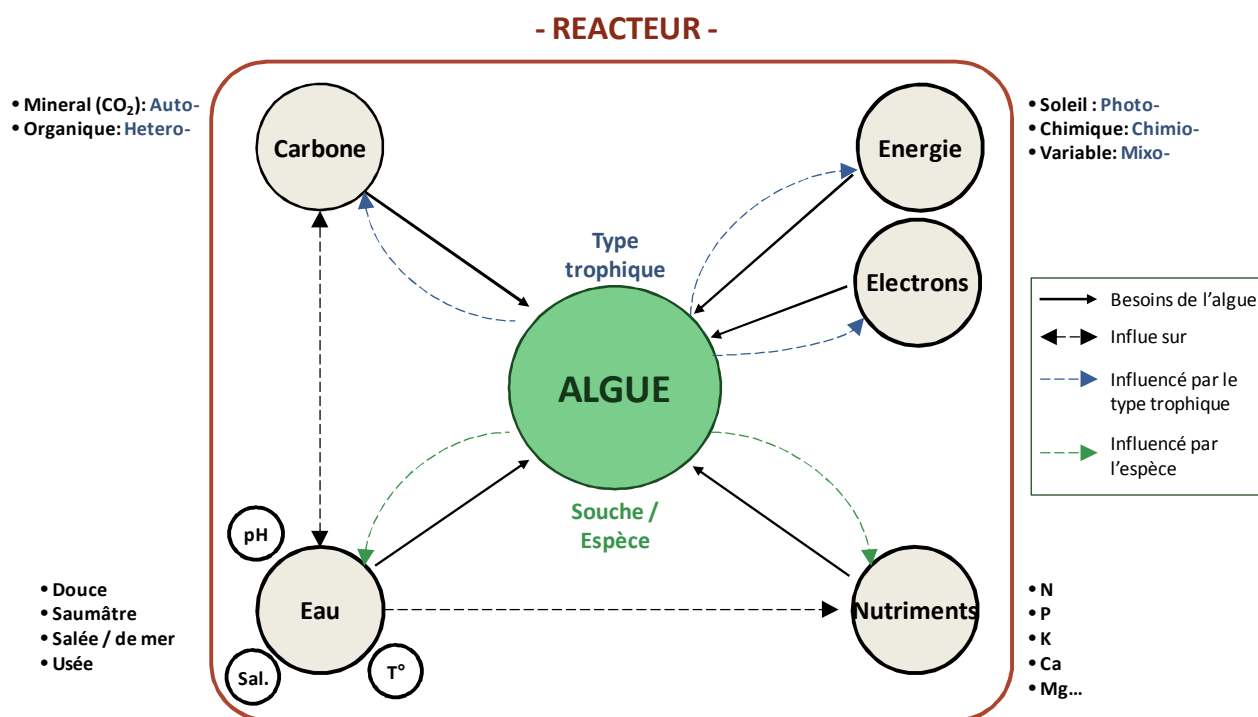 - REACTEUR -
• Mineral (CO₂): Auto-
• Organique: Hetero-
Carbone
Energie
• Soleil : Photo-
• Chimique: Chimio-
• Variable: Mixo-
Type
trophique
Electrons
ALGUE
Besoins de l'algue
Influe sur
Influencé par le
type trophique
Influencé par
l'espèce
Souche /
Espèce
pH
Eau
Sal.
T°
Nutriments
• Douce
• Saumâtre
• Salée / de mer
• Usée
• N
• P
• K
• Ca
• Mg...